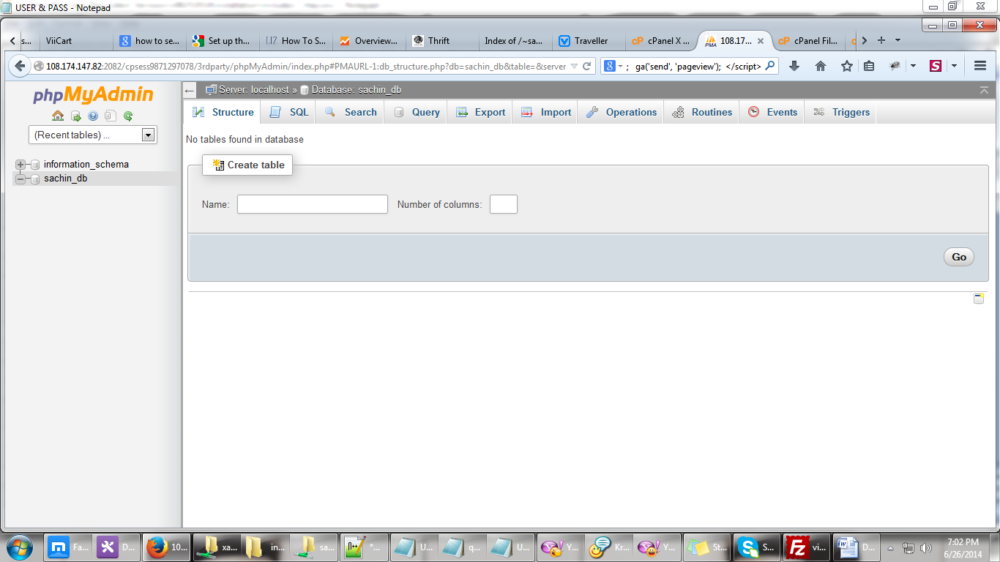 USER & PASS - Notepad
s...
ViiCart
how to se...
Set up th...
How To S...
Overview...
Thrift
Index of /~sa...
Traveller
cP cPanel X ...
PMA 108.17...
cP cPanel Fil...
108.174.147.82:2082/cpsess9871297078/3rdparty/phpMyAdmin/index.php#PMAURL-1:db_structure.php?db=sachin_db&table=&server
8 ; ga('send', 'pageview'); </script>
S
phpMyAdmin
(Recent tables) ...
information_schema
sachin_db
Server: localhost » Database: sachin_db
Structure
SQL
Search
Query
Export
Import
Operations
Routines
Events
Triggers
No tables found in database
Create table
Name:
Number of columns:
Go
Fa...
D...
10...
xa...
in...
sa...
*...
U...
q...
U...
Y...
Kr...
Y...
St...
S...
vi...
D...
7:02 PM
6/26/2014